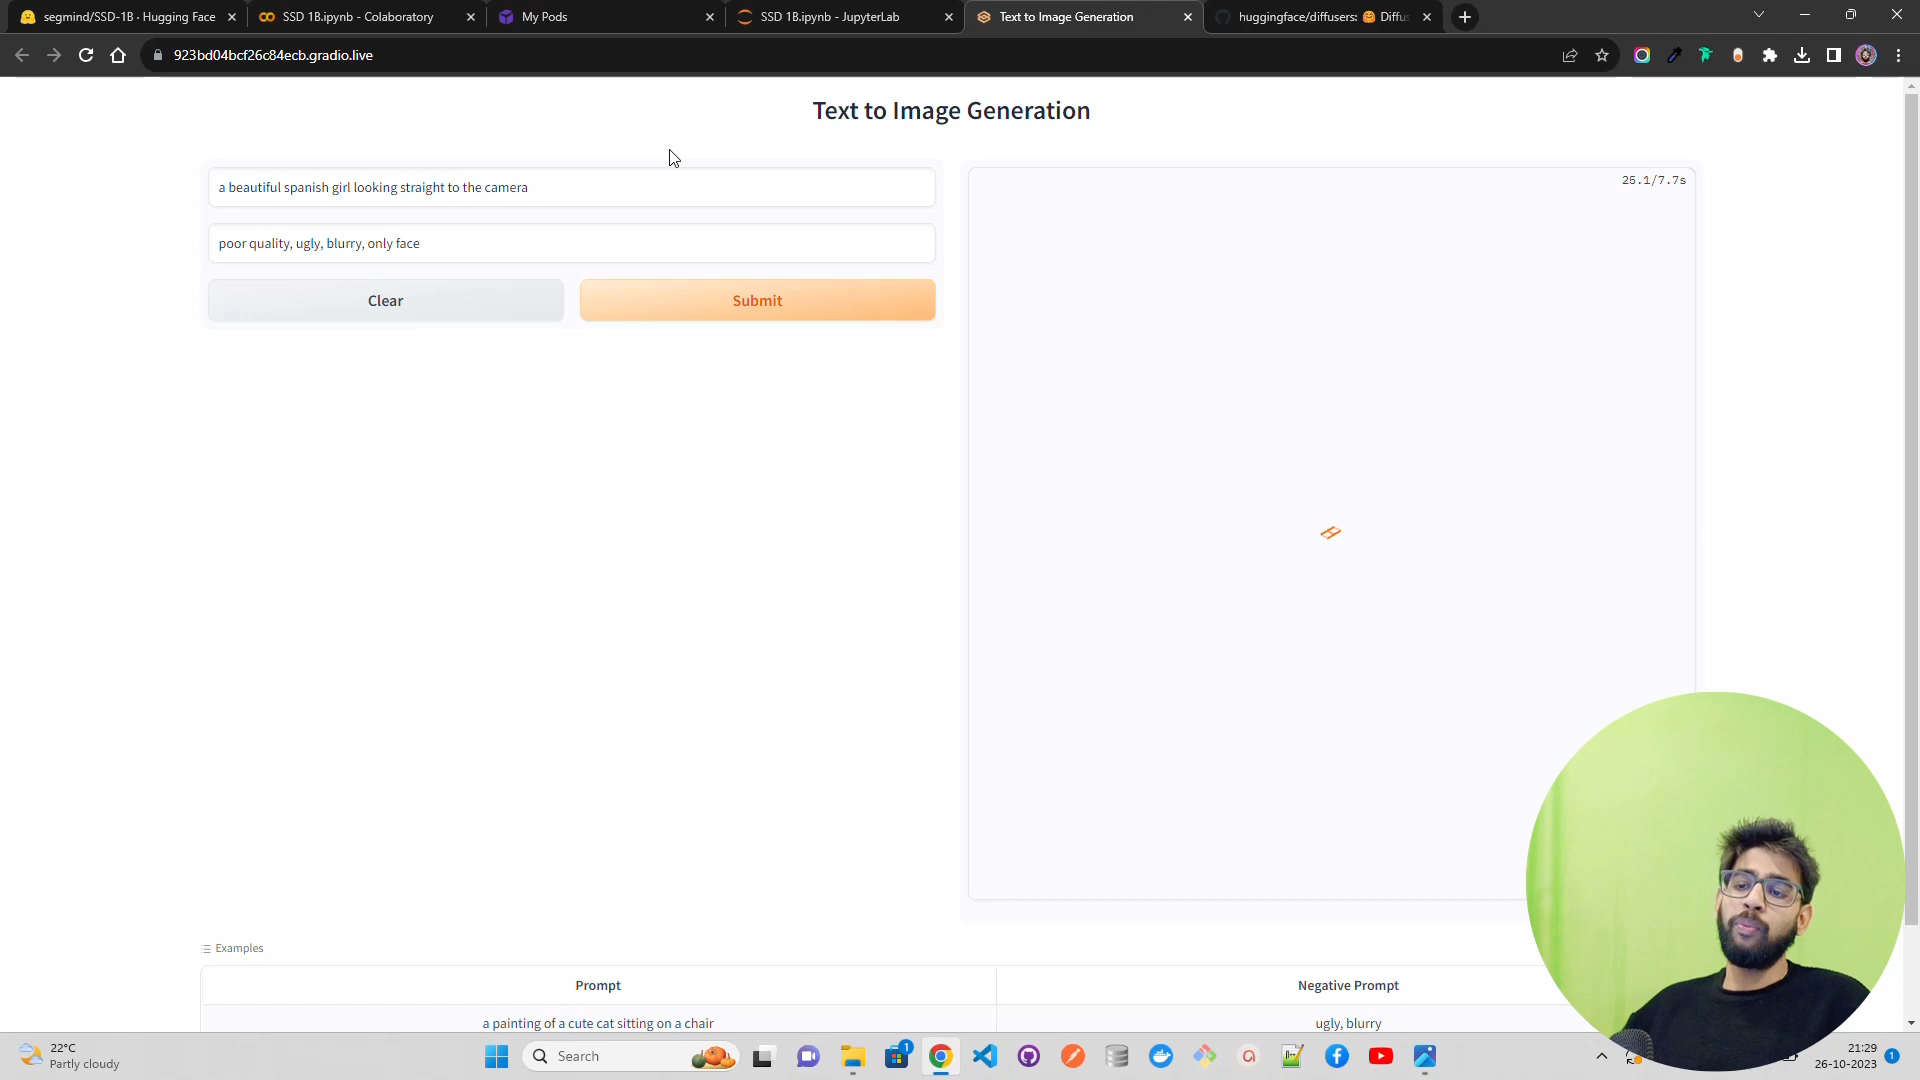 segmind/SSD-1B · Hugging Face
SSD 1B.ipynb - Colaboratory
My Pods
SSD 1B.ipynb - JupyterLab
Text to Image Generation
huggingface/diffusers: 🤗 Diffus
923bd04bcf26c84ecb.gradio.live
Text to Image Generation
a beautiful spanish girl looking straight to the camera
25.1/7.7s
poor quality, ugly, blurry, only face
Clear
Submit
Examples
Prompt
Negative Prompt
a painting of a cute cat sitting on a chair
ugly, blurry
22°C
Partly cloudy
Search
1
21:29
26-10-2023
1